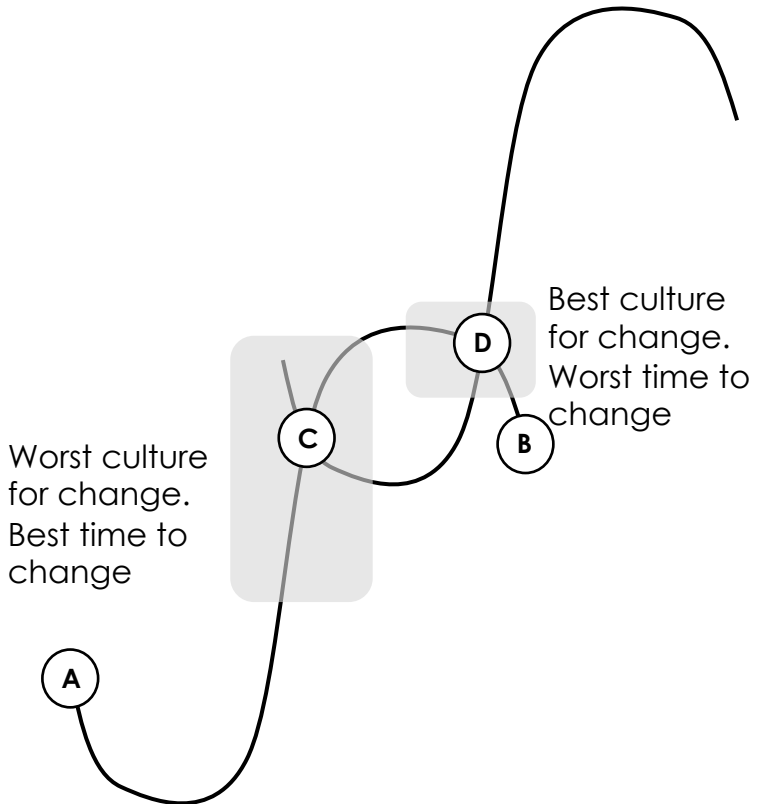 Best culture
for change.
Worst time to
change
D
B
C
Worst culture
for change.
Best time to
change
A